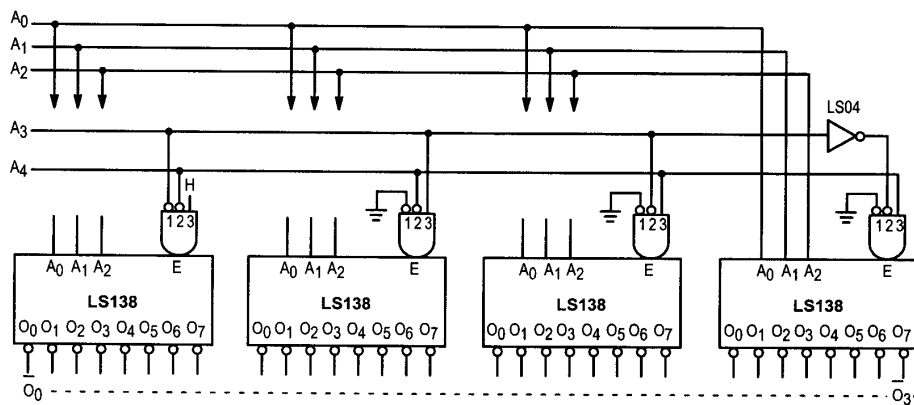 A0
A1
A2
LS04
A3
A4
H
123
123
123
123
A0 A1 A2 E
A0 A1 A2 E
A0 A1 A2 E
A0 A1 A2 E
LS138
LS138
LS138
LS138
O0 O1 O2 O3 O4 O5 O6 O7
O0 O1 O2 O3 O4 O5 O6 O7
O0 O1 O2 O3 O4 O5 O6 O7
O0 O1 O2 O3 O4 O5 O6 O7
O̅0 O̅3